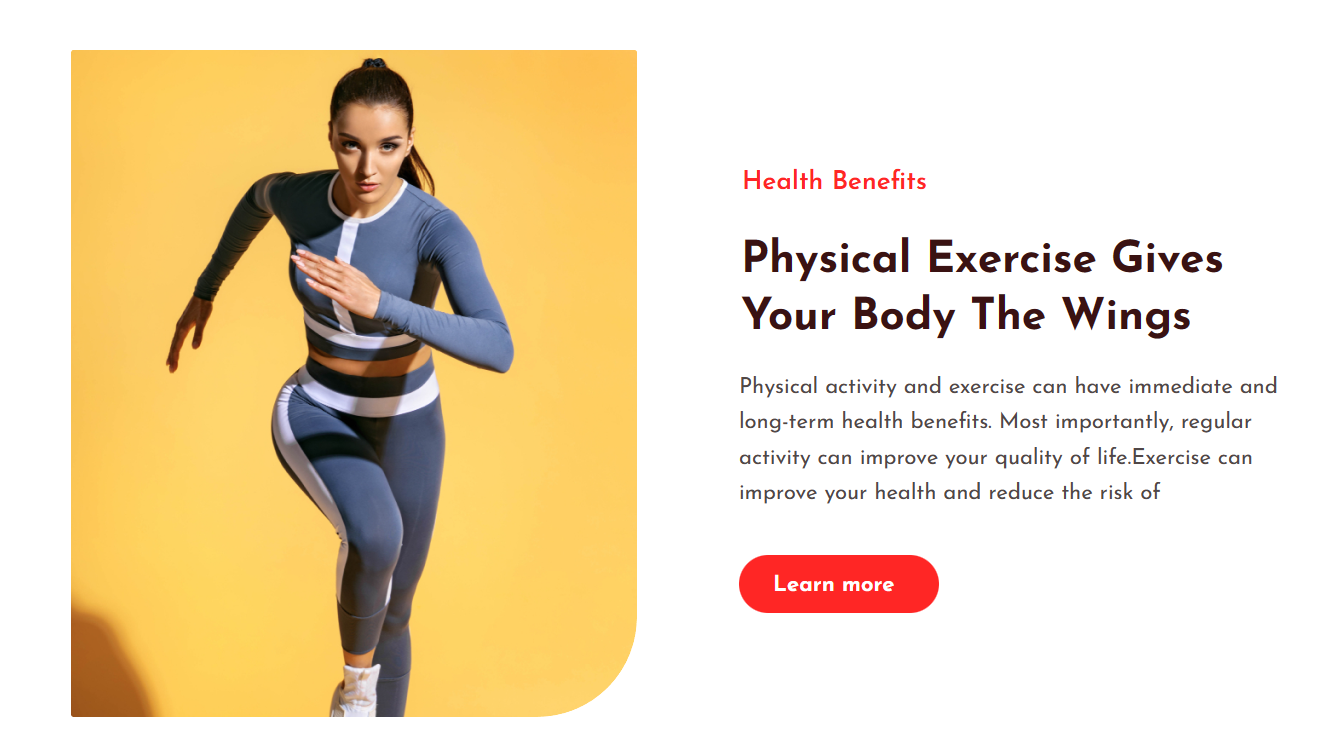 Health Benefits
Physical Exercise Gives
Your Body The Wings
Physical activity and exercise can have immediate and
long-term health benefits. Most importantly, regular
activity can improve your quality of life.Exercise can
improve your health and reduce the risk of
Learn more